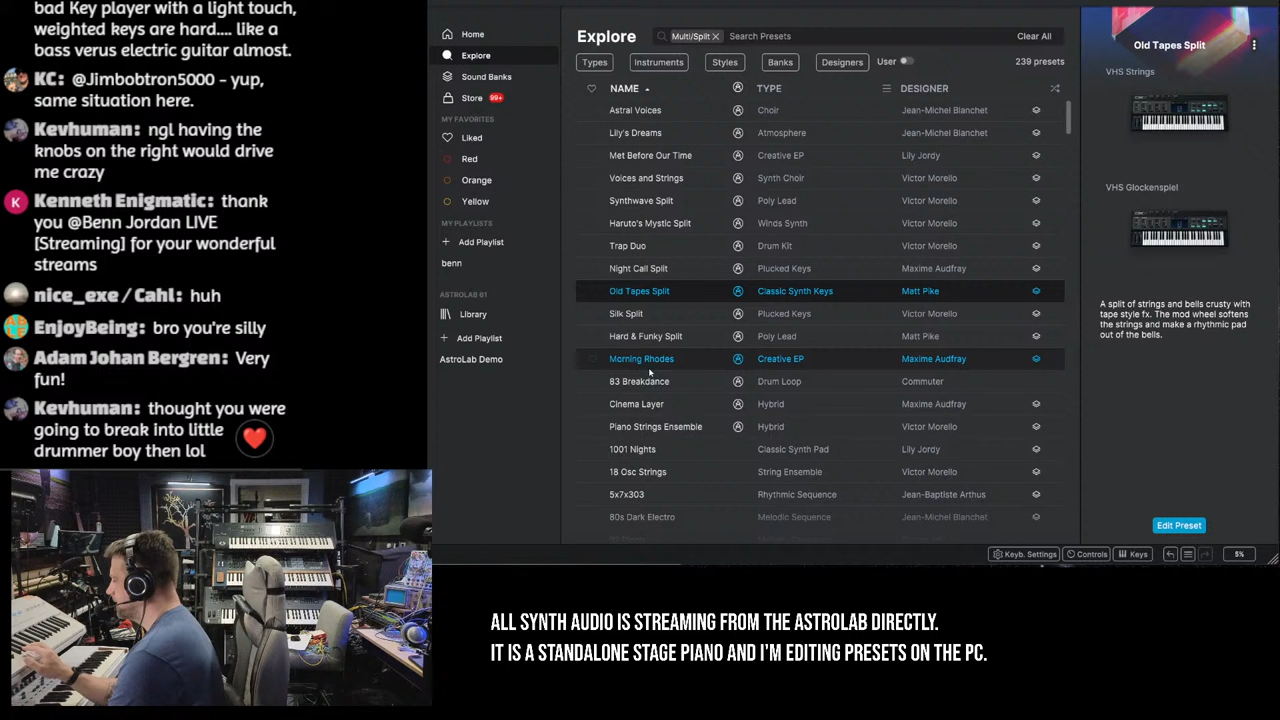 bad Key player with a light touch,
weighted keys are hard.... like a
bass verus electric guitar almost.
KC: @Jimbobtron5000 - yup,
same situation here.
Kevhuman: ngl having the
knobs on the right would drive
me crazy
K Kenneth Enigmatic: thank
you @Benn Jordan LIVE
[Streaming] for your wonderful
streams
nice_exe / Cahl: huh
EnjoyBeing: bro you're silly
Adam Johan Bergren: Very
fun!
Kevhuman: thought you were
going to break into little
drummer boy then lol
Home
Explore
Sound Banks
Store 99+
MY FAVORITES
Liked
Red
Orange
Yellow
MY PLAYLISTS
+ Add Playlist
benn
ASTROLAB 61
Library
+ Add Playlist
AstroLab Demo
Explore Multi/Split X Search Presets Clear All
Types Instruments Styles Banks Designers User 239 presets
NAME TYPE DESIGNER
Astral Voices Choir Jean-Michel Blanchet
Lily's Dreams Atmosphere Jean-Michel Blanchet
Met Before Our Time Creative EP Lily Jordy
Voices and Strings Synth Choir Victor Morello
Synthwave Split Poly Lead Victor Morello
Haruto's Mystic Split Winds Synth Victor Morello
Trap Duo Drum Kit Victor Morello
Night Call Split Plucked Keys Maxime Audfray
Old Tapes Split Classic Synth Keys Matt Pike
Silk Split Plucked Keys Victor Morello
Hard & Funky Split Poly Lead Matt Pike
Morning Rhodes Creative EP Maxime Audfray
83 Breakdance Drum Loop Commuter
Cinema Layer Hybrid Maxime Audfray
Piano Strings Ensemble Hybrid Victor Morello
1001 Nights Classic Synth Pad Lily Jordy
18 Osc Strings String Ensemble Victor Morello
5x7x303 Rhythmic Sequence Jean-Baptiste Arthus
80s Dark Electro Melodic Sequence Jean-Michel Blanchet
Old Tapes Split
VHS Strings
VHS Glockenspiel
A split of strings and bells crusty with
tape style fx. The mod wheel softens
the strings and make a rhythmic pad
out of the bells.
Edit Preset
Keyb. Settings Controls Keys 5%
ALL SYNTH AUDIO IS STREAMING FROM THE ASTROLAB DIRECTLY.
IT IS A STANDALONE STAGE PIANO AND I'M EDITING PRESETS ON THE PC.